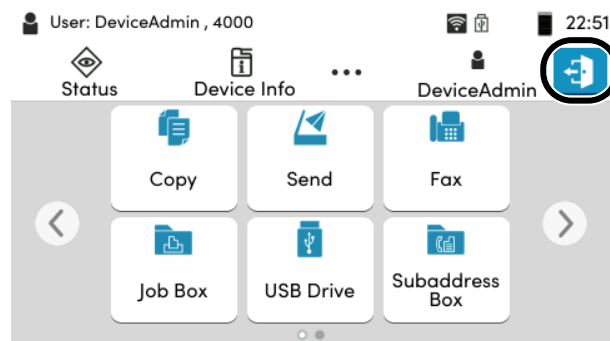 User: DeviceAdmin , 4000 22:51
Status Device Info ... DeviceAdmin
Copy Send Fax
Job Box USB Drive Subaddress
Box